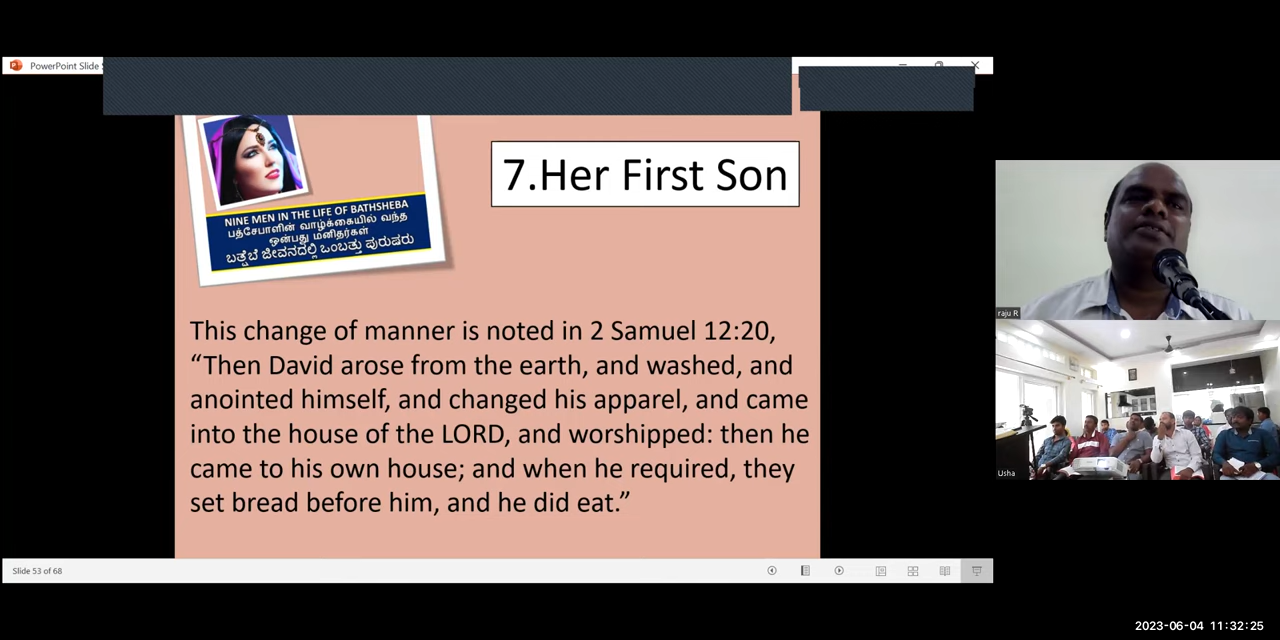 PowerPoint Slide
7.Her First Son
NINE MEN IN THE LIFE OF BATHSHEBA
பத்சேபாளின் வாழ்க்கையில் வந்த
ஒன்பது மனிதர்கள்
ಬತ್ಷೆಬೆ ಜೀವನದಲ್ಲಿ ಒಂಬತ್ತು ಪುರುಷರು
This change of manner is noted in 2 Samuel 12:20,
“Then David arose from the earth, and washed, and
anointed himself, and changed his apparel, and came
into the house of the LORD, and worshipped: then he
came to his own house; and when he required, they
set bread before him, and he did eat.”
raju R
Usha
Slide 53 of 68
2023-06-04 11:32:25